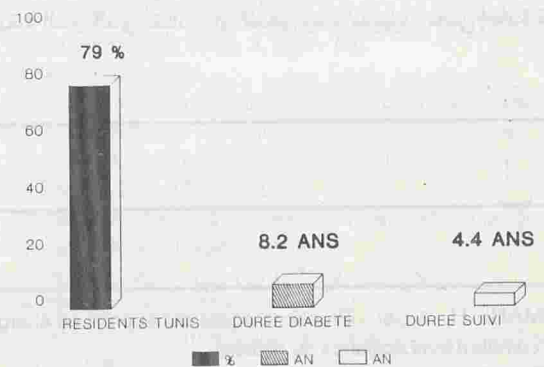 100
79 %
80
60
40
8.2 ANS
4.4 ANS
20
0
RESIDENTS TUNIS DUREE DIABETE DUREE SUIVI
% AN AN